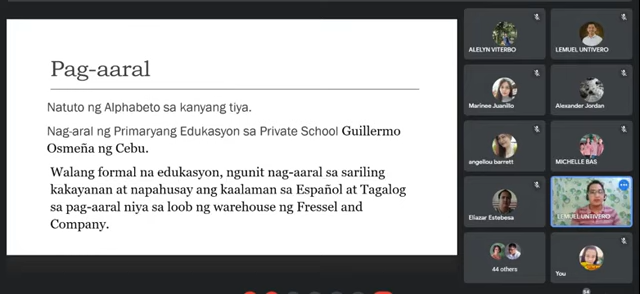 Pag-aaral
Natuto ng Alphabeto sa kanyang tiya.
Nag-aral ng Primaryang Edukasyon sa Private School Guillermo
Osmeña ng Cebu.
Walang formal na edukasyon, ngunit nag-aaral sa sariling
kakayanan at napahusay ang kaalaman sa Español at Tagalog
sa pag-aaral niya sa loob ng warehouse ng Fressel and
Company.
ALELYN VITERBO
LEMUEL UNTIVERO
Marinee Juanillo
Alexander Jordan
angeliou barrett
MICHELLE BAS
Eliazar Estebesa
LEMUEL UNTIVERO
44 others
You
54